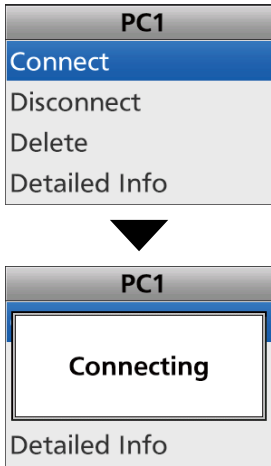 PC1
Connect
Disconnect
Delete
Detailed Info
PC1
Connecting
Detailed Info